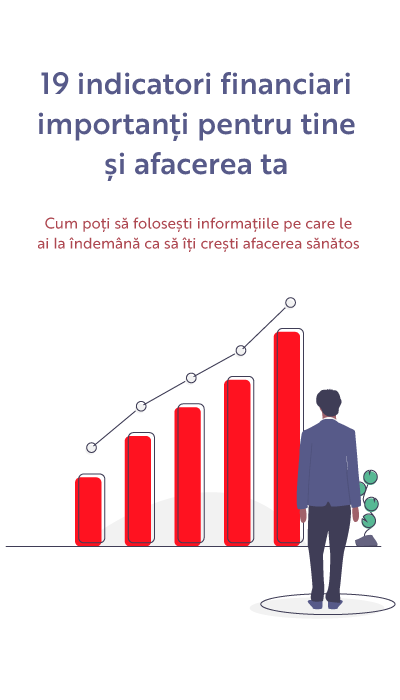 19 indicatori financiari
importanți pentru tine
și afacerea ta
Cum poți să folosești informațiile pe care le
ai la îndemână ca să îți crești afacerea sănătos